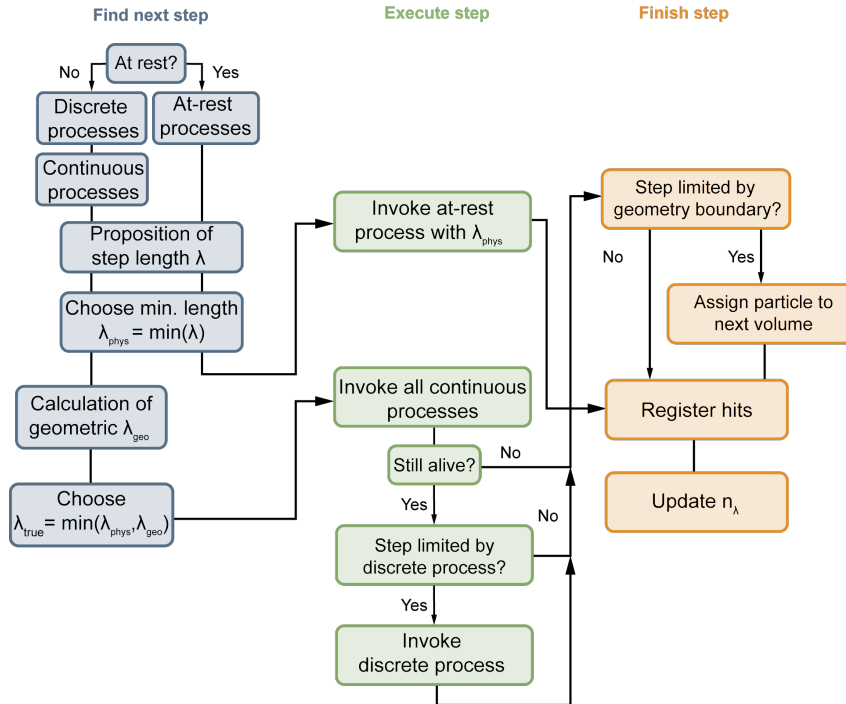 Find next step
Execute step
Finish step
At rest?
No
Yes
Discrete
processes
At-rest
processes
Continuous
processes
Proposition of
step length λ
Choose min. length
λphys = min(λ)
Calculation of
geometric λgeo
Choose
λtrue= min(λphys,λgeo)
Invoke at-rest
process with λphys
Invoke all continuous
processes
Still alive?
No
Yes
No
Step limited by
discrete process?
Yes
Invoke
discrete process
Step limited by
geometry boundary?
No
Yes
Assign particle to
next volume
Register hits
Update nλ